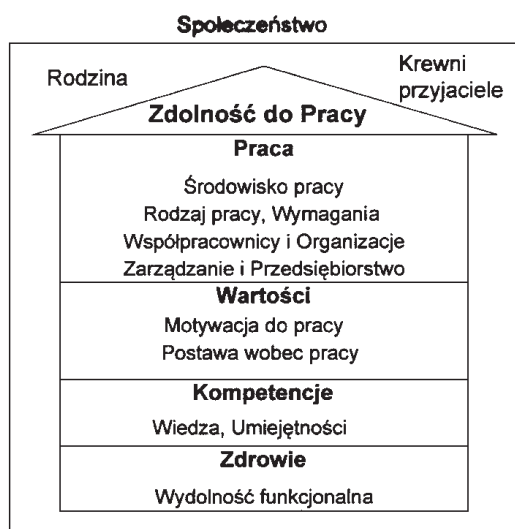 Społeczeństwo
Rodzina
Krewni
przyjaciele
Zdolność do Pracy
Praca
Środowisko pracy
Rodzaj pracy, Wymagania
Współpracownicy i Organizacje
Zarządzanie i Przedsiębiorstwo
Wartości
Motywacja do pracy
Postawa wobec pracy
Kompetencje
Wiedza, Umiejętności
Zdrowie
Wydolność funkcjonalna